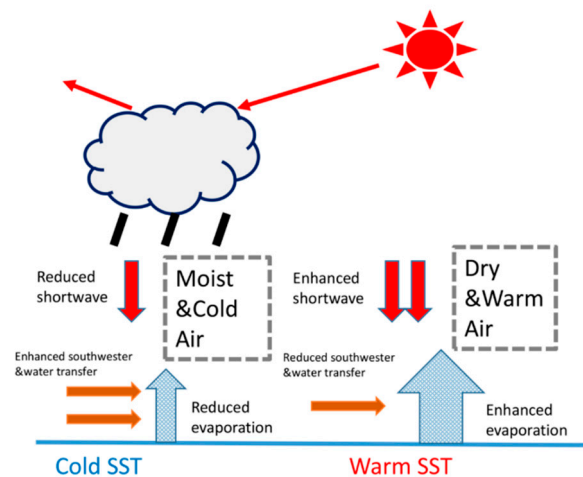 Reduced
shortwave
Moist
&Cold
Air
Enhanced
shortwave
Dry
&Warm
Air
Enhanced southwester
&water transfer
Reduced
evaporation
Reduced southwester
&water transfer
Enhanced
evaporation
Cold SST
Warm SST